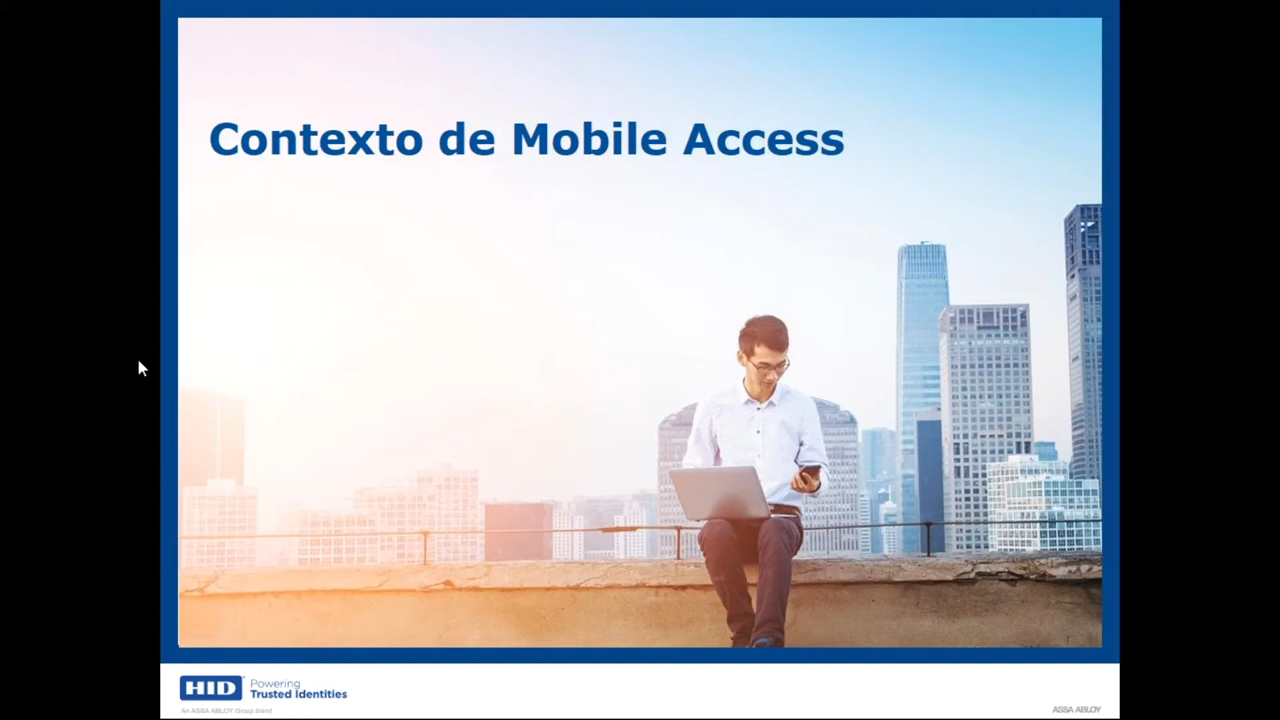 Contexto de Mobile Access
HID
Powering
Trusted Identities
An ASSA ABLOY Group brand
ASSA ABLOY